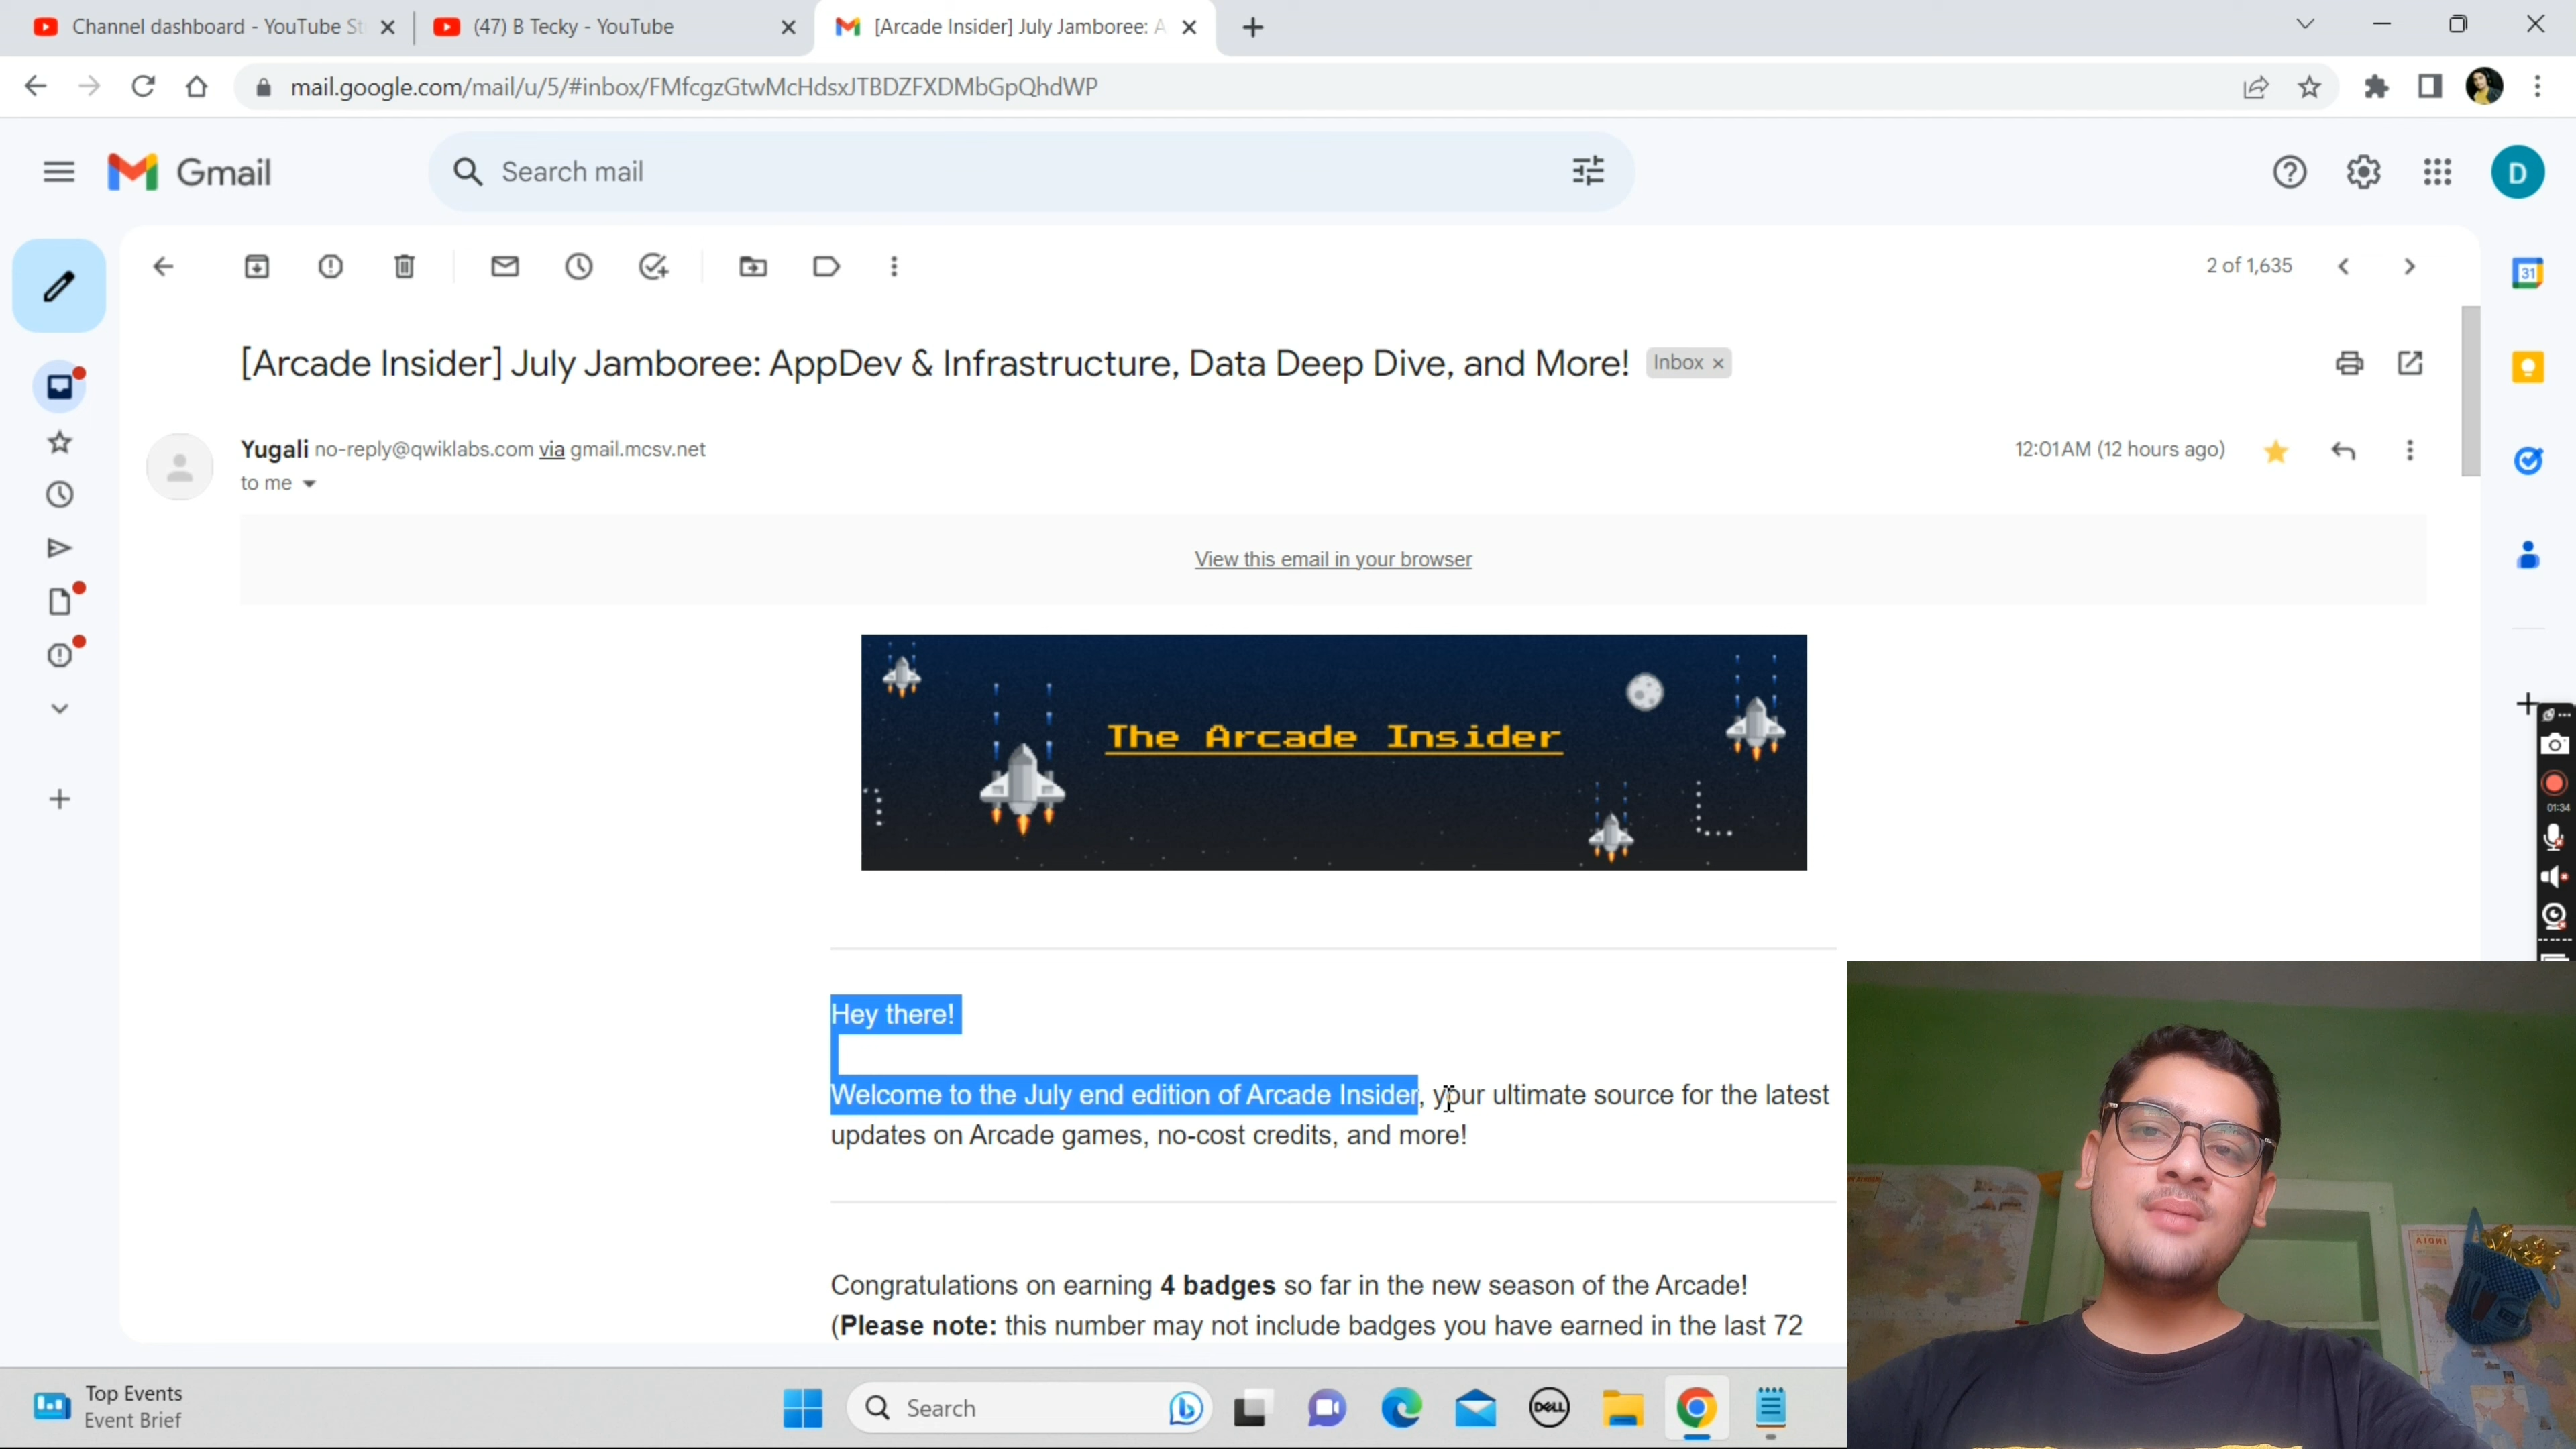 Channel dashboard - YouTube St
(47) B Tecky - YouTube
[Arcade Insider] July Jamboree: A
mail.google.com/mail/u/5/#inbox/FMfcgzGtwMcHdsxJTBDZFXDMbGpQhdWP
Gmail
Search mail
D
2 of 1,635
31
[Arcade Insider] July Jamboree: AppDev & Infrastructure, Data Deep Dive, and More!
Inbox ×
Yugali no-reply@qwiklabs.com via gmail.mcsv.net
12:01 AM (12 hours ago)
to me
View this email in your browser
The Arcade Insider
01:34
Hey there!
Welcome to the July end edition of Arcade Insider, your ultimate source for the latest
updates on Arcade games, no-cost credits, and more!
Congratulations on earning 4 badges so far in the new season of the Arcade!
(Please note: this number may not include badges you have earned in the last 72
INDIA
Top Events
Event Brief
Search
DELL